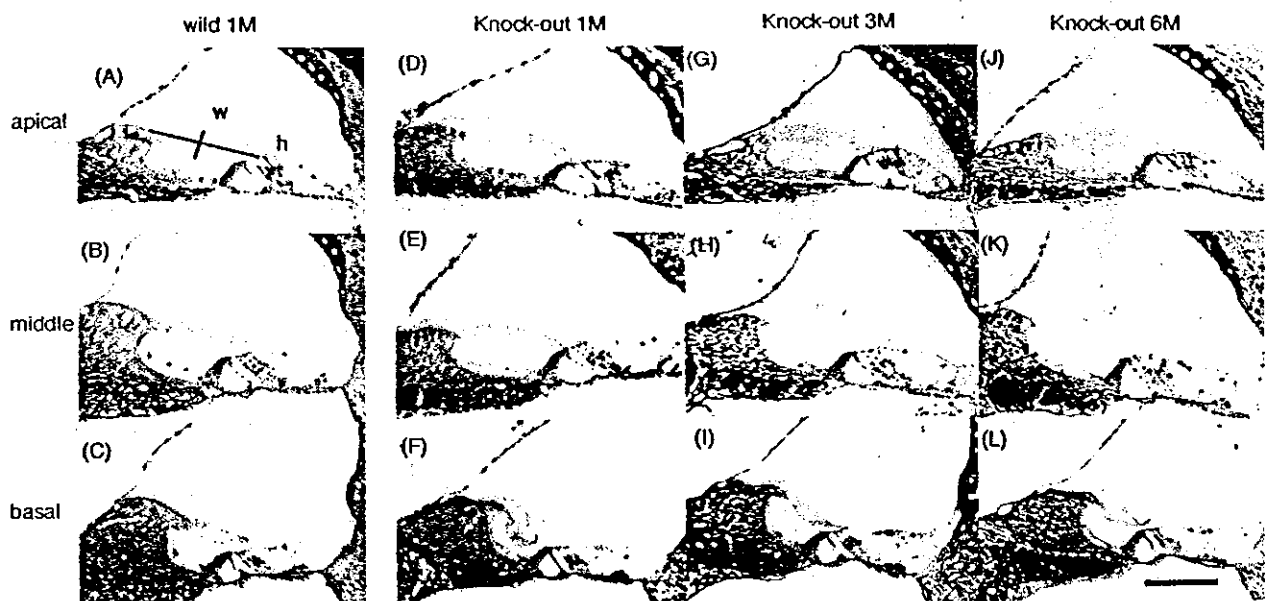 wild 1M Knock-out 1M Knock-out 3M Knock-out 6M
(A) (D) (G) (J)
apical w h
(B) (E) (H) (K)
middle
(C) (F) (I) (L)
basal